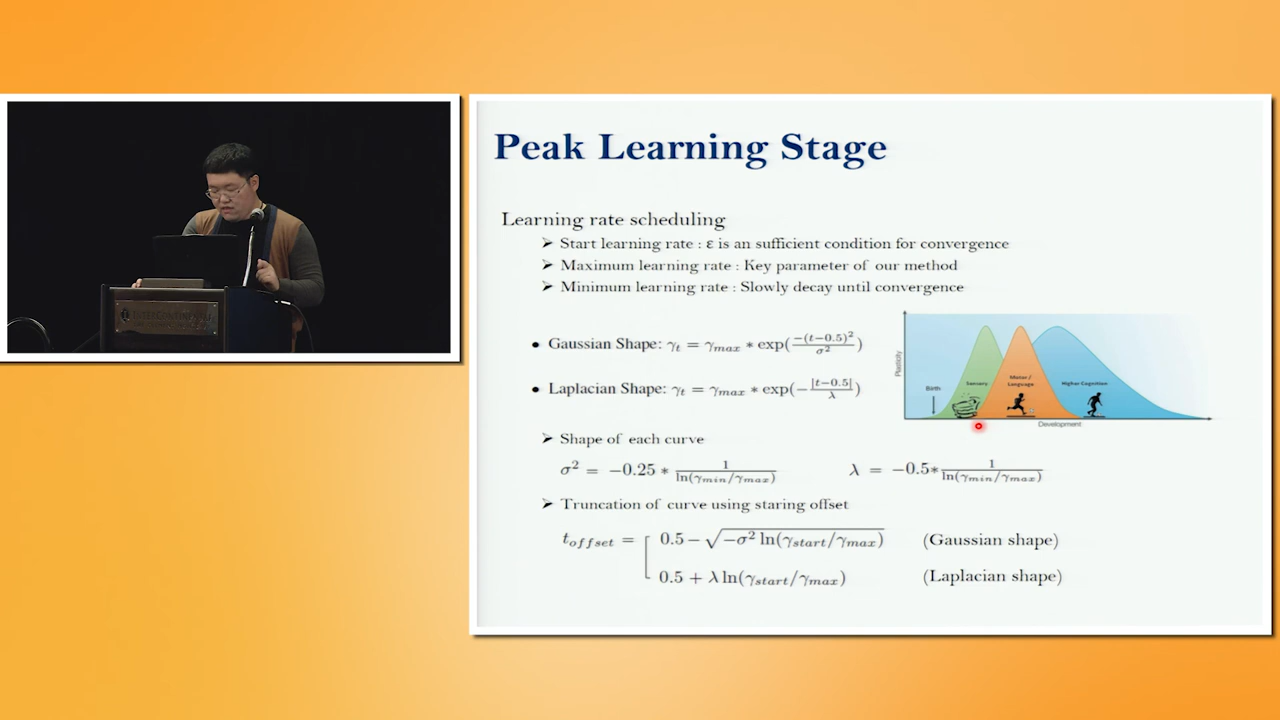 Peak Learning Stage
Learning rate scheduling
➢ Start learning rate : ε is an sufficient condition for convergence
➢ Maximum learning rate : Key parameter of our method
➢ Minimum learning rate : Slowly decay until convergence
• Gaussian Shape: γ_t = γ_max * exp(−(t−0.5)²/σ²)
• Laplacian Shape: γ_t = γ_max * exp(−|t−0.5|/λ)
Plasticity
Birth
Sensory
Motor /
Language
Higher Cognition
Development
➢ Shape of each curve
σ² = −0.25 * 1/ln(γ_min/γ_max)
λ = −0.5* 1/ln(γ_min/γ_max)
➢ Truncation of curve using staring offset
t_offset = [ 0.5 − √(−σ² ln(γ_start/γ_max)) (Gaussian shape)
0.5 + λ ln(γ_start/γ_max) (Laplacian shape)
INTERCONTINENTAL